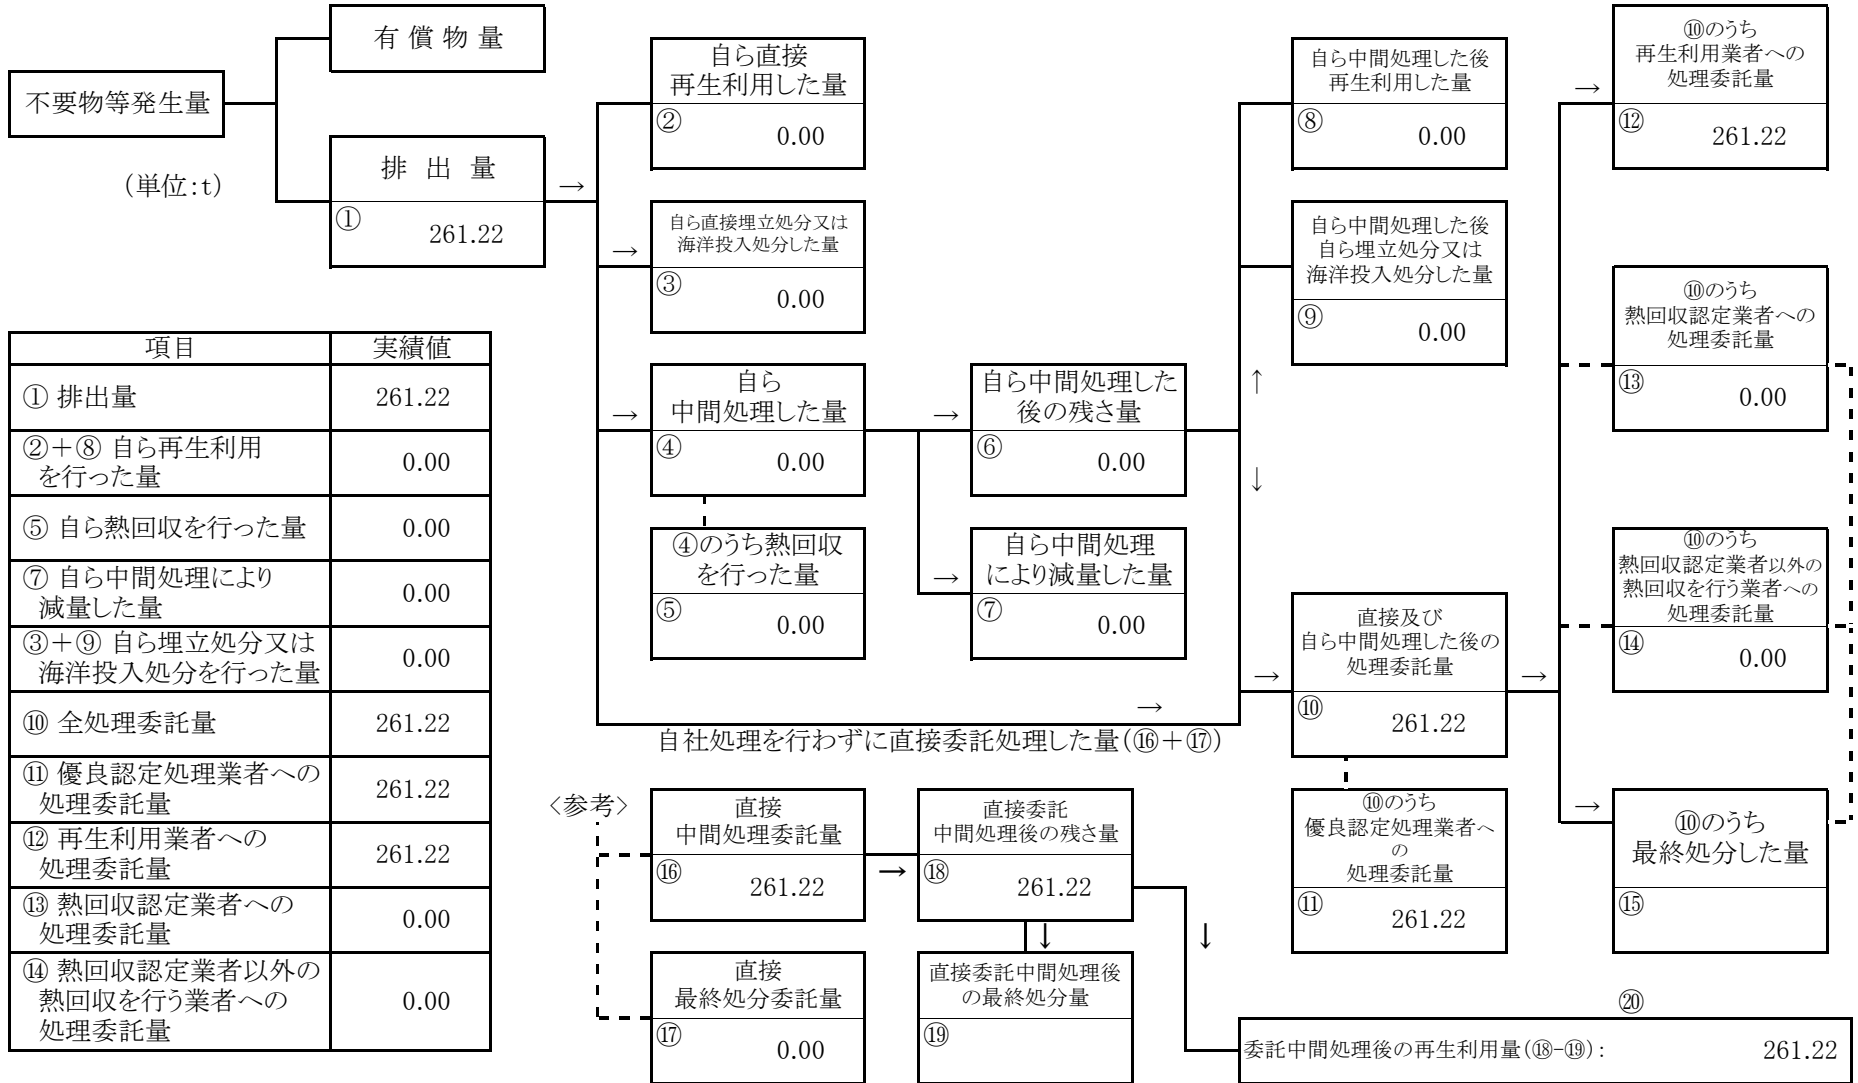 不要物等発生量
(単位:t)
有 償 物 量
排 出 量
①
261.22
→
自ら直接
再生利用した量
②
0.00
→
自ら直接埋立処分又は
海洋投入処分した量
③
0.00
→
自ら
中間処理した量
④
0.00
④のうち熱回収
を行った量
⑤
0.00
→
自ら中間処理した
後の残さ量
⑥
0.00
→
自ら中間処理
により減量した量
⑦
0.00
↑
↓
自ら中間処理した後
再生利用した量
⑧
0.00
自ら中間処理した後
自ら埋立処分又は
海洋投入処分した量
⑨
0.00
→
自社処理を行わずに直接委託処理した量(⑯+⑰)
→
直接及び
自ら中間処理した後の
処理委託量
⑩
261.22
→
⑩のうち
優良認定処理業者へ
の
処理委託量
⑪
261.22
→
⑩のうち
再生利用業者への
処理委託量
⑫
261.22
⑩のうち
熱回収認定業者への
処理委託量
⑬
0.00
⑩のうち
熱回収認定業者以外の
熱回収を行う業者への
処理委託量
⑭
0.00
→
⑩のうち
最終処分した量
⑮
<参考>
直接
中間処理委託量
⑯
261.22
→
直接
最終処分委託量
⑰
0.00
直接委託
中間処理後の残さ量
⑱
261.22
↓
↓
直接委託中間処理後
の最終処分量
⑲
⑳
委託中間処理後の再生利用量(⑱-⑲): 261.22
項目 実績値
① 排出量 261.22
②+⑧ 自ら再生利用
を行った量 0.00
⑤ 自ら熱回収を行った量 0.00
⑦ 自ら中間処理により
減量した量 0.00
③+⑨ 自ら埋立処分又は
海洋投入処分を行った量 0.00
⑩ 全処理委託量 261.22
⑪ 優良認定処理業者への
処理委託量 261.22
⑫ 再生利用業者への
処理委託量 261.22
⑬ 熱回収認定業者への
処理委託量 0.00
⑭ 熱回収認定業者以外の
熱回収を行う業者への
処理委託量 0.00